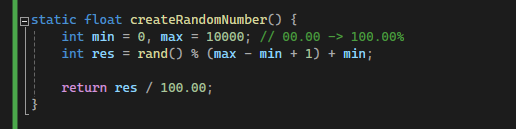 static float createRandomNumber() {
    int min = 0, max = 10000; // 00.00 -> 100.00%
    int res = rand() % (max - min + 1) + min;

    return res / 100.00;
}